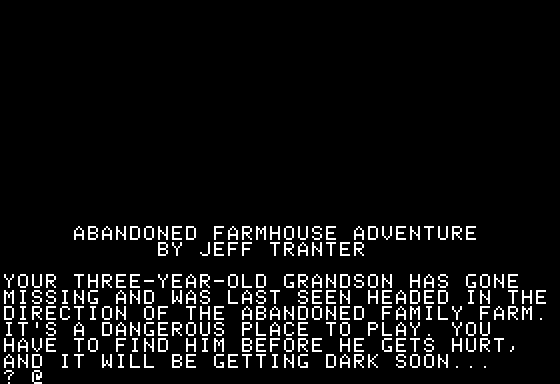 ABANDONED FARMHOUSE ADVENTURE
BY JEFF TRANTER
YOUR THREE-YEAR-OLD GRANDSON HAS GONE
MISSING AND WAS LAST SEEN HEADED IN THE
DIRECTION OF THE ABANDONED FAMILY FARM.
IT'S A DANGEROUS PLACE TO PLAY. YOU
HAVE TO FIND HIM BEFORE HE GETS HURT,
AND IT WILL BE GETTING DARK SOON...
? @